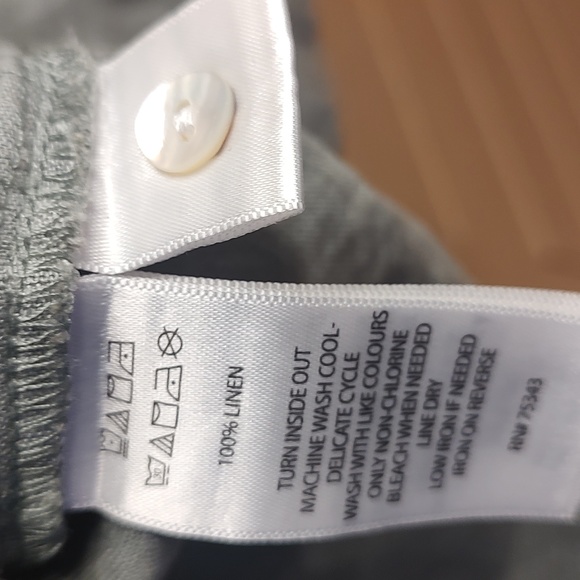 100% LINEN
TURN INSIDE OUT
MACHINE WASH COOL-
DELICATE CYCLE
WASH WITH LIKE COLOURS
ONLY NON-CHLORINE
BLEACH WHEN NEEDED
LINE DRY
LOW IRON IF NEEDED
IRON ON REVERSE
RN# 75343